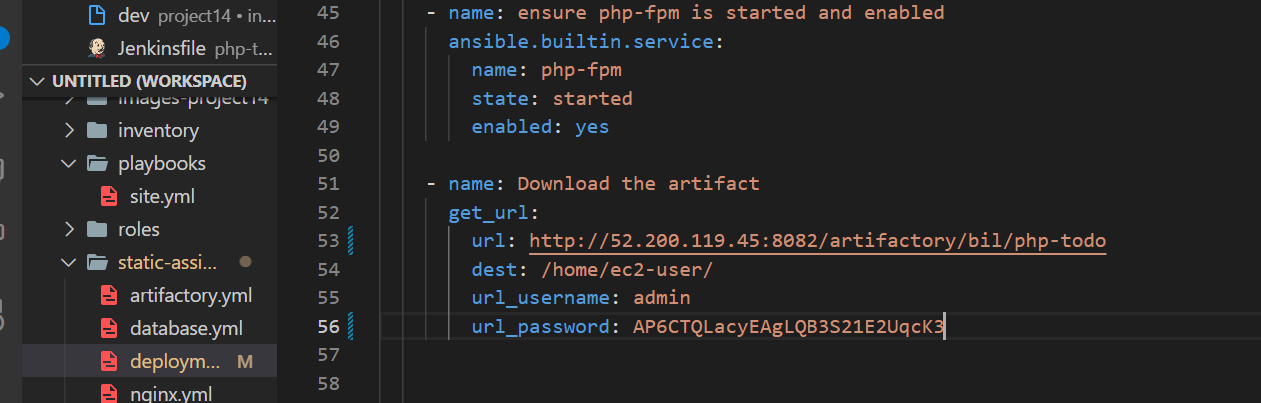 dev project14 • in...
Jenkinsfile php-t...
UNTITLED (WORKSPACE)
images-project14
inventory
playbooks
site.yml
roles
static-assi...
artifactory.yml
database.yml
deploym... M
nginx.yml
45 - name: ensure php-fpm is started and enabled
46 ansible.builtin.service:
47 name: php-fpm
48 state: started
49 enabled: yes
50
51 - name: Download the artifact
52 get_url:
53 url: http://52.200.119.45:8082/artifactory/bil/php-todo
54 dest: /home/ec2-user/
55 url_username: admin
56 url_password: AP6CTQLacyEAgLQB3S21E2UqcK3
57
58